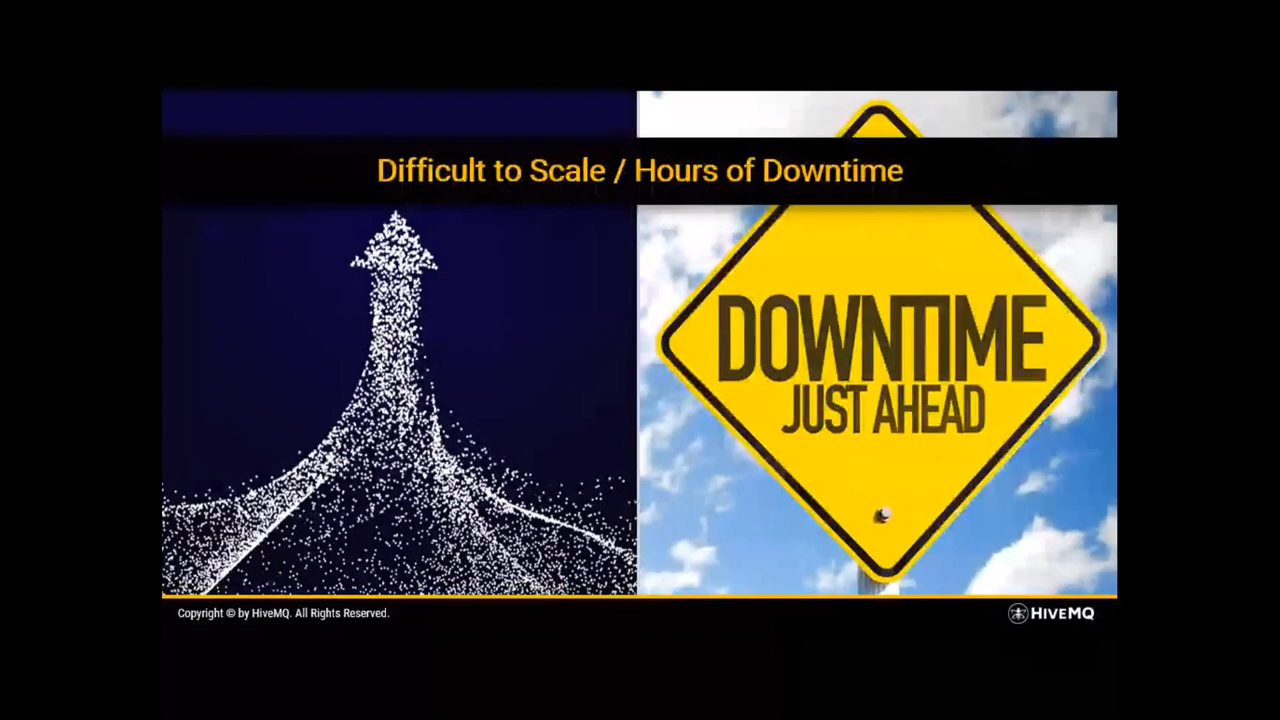 Difficult to Scale / Hours of Downtime
DOWNTIME
JUST AHEAD
Copyright © by HiveMQ. All Rights Reserved.
HIVEMQ